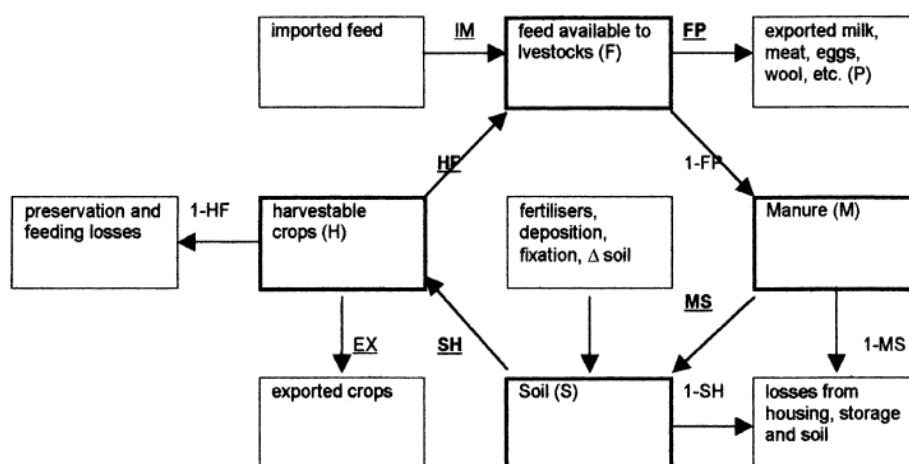 imported feed
IM
feed available to
lvestocks (F)
FP
exported milk,
meat, eggs,
wool, etc. (P)
HF
1-FP
preservation and
feeding losses
1-HF
harvestable
crops (H)
fertilisers,
deposition,
fixation, Δ soil
Manure (M)
EX
SH
MS
1-MS
exported crops
Soil (S)
1-SH
losses from
housing, storage
and soil